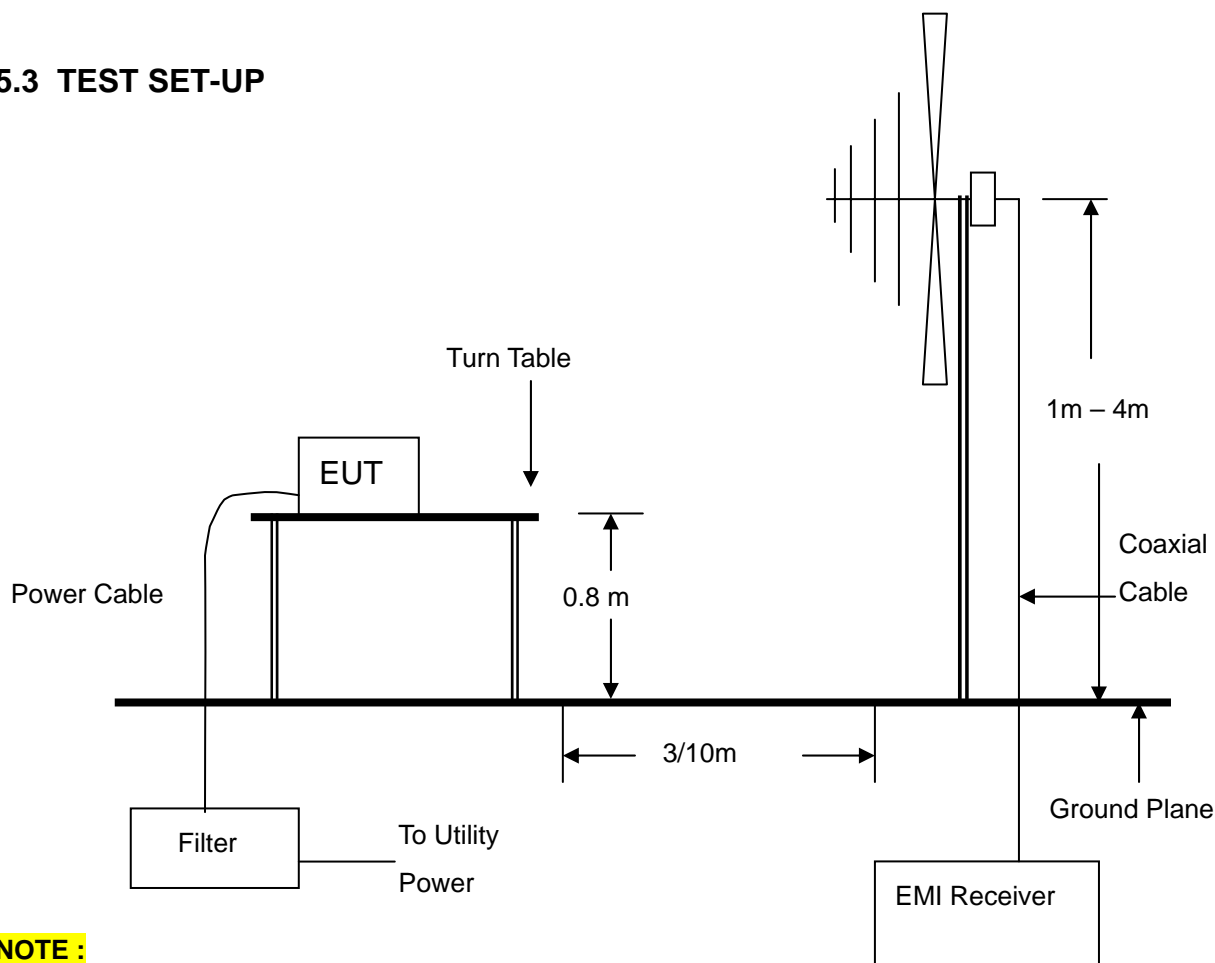 5.3 TEST SET-UP
Turn Table
1m – 4m
EUT
Coaxial
Cable
Power Cable
0.8 m
3/10m
Ground Plane
Filter
To Utility
Power
EMI Receiver
NOTE :